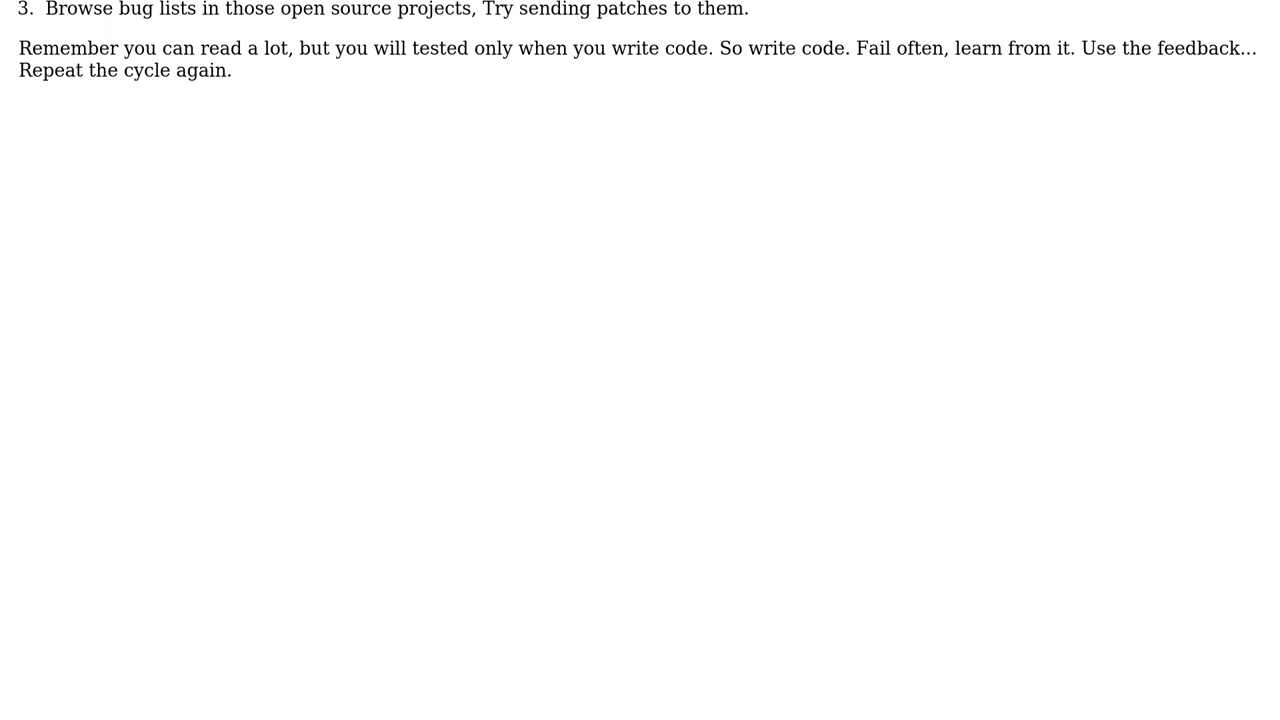 3. Browse bug lists in those open source projects, Try sending patches to them.
Remember you can read a lot, but you will tested only when you write code. So write code. Fail often, learn from it. Use the feedback...
Repeat the cycle again.